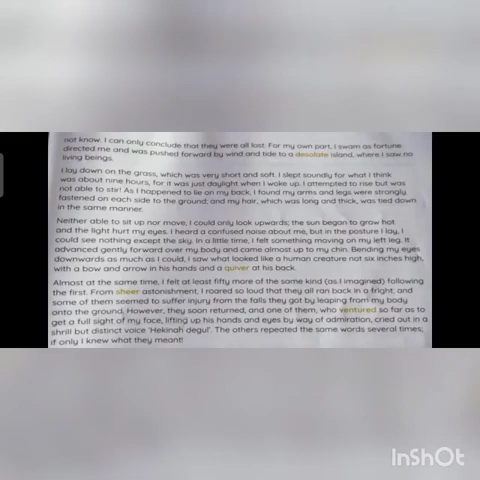 not know. I can only conclude that they were all lost. For my own part, I swam as fortune
directed me and was pushed forward by wind and tide to a desolate island, where I saw no
living beings.
I lay down on the grass, which was very short and soft. I slept soundly for what I think
was about nine hours, for it was just daylight when I woke up. I attempted to rise but was
not able to stir! As I happened to lie on my back, I found my arms and legs were strongly
fastened on each side to the ground; and my hair, which was long and thick, was tied down
in the same manner.
Neither able to sit up nor move, I could only look upwards; the sun began to grow hot
and the light hurt my eyes. I heard a confused noise about me, but in the posture I lay, I
could see nothing except the sky. In a little time, I felt something moving on my left leg. It
advanced gently forward over my body and came almost up to my chin. Bending my eyes
downwards as much as I could, I saw what looked like a human creature not six inches high,
with a bow and arrow in his hands and a quiver at his back.
Almost at the same time, I felt at least fifty more of the same kind (as I imagined) following
the first. From sheer astonishment, I roared so loud that they all ran back in a fright; and
some of them seemed to suffer injury from the falls they got by leaping from my body
onto the ground. However, they soon returned, and one of them, who ventured so far as to
get a full sight of my face, lifting up his hands and eyes by way of admiration, cried out in a
shrill but distinct voice 'Hekinah degul'. The others repeated the same words several times;
if only I knew what they meant!
InShOt